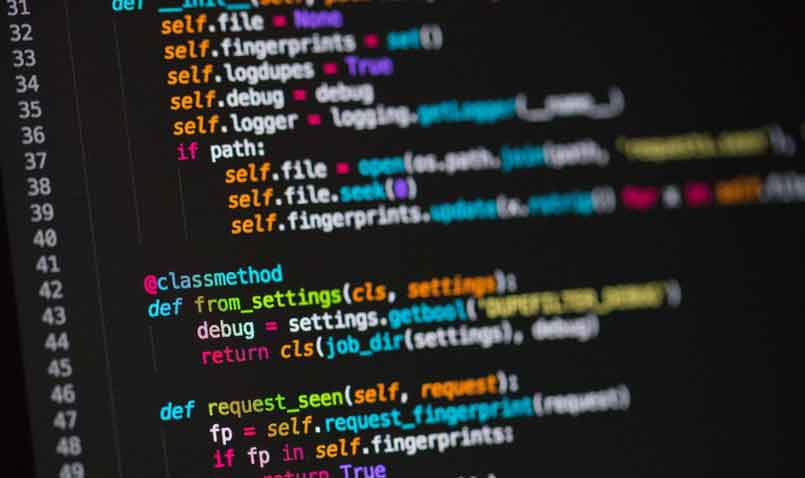 31 def __init__(self,
32 self.file = None
33 self.fingerprints = set()
34 self.logdupes = True
35 self.debug = debug
36 self.logger = logging.getLogger(__name__)
37 if path:
38 self.file = open(os.path.join(path, 'requests.seen'),
39 self.file.seek(0)
40 self.fingerprints.update(x.rstrip() for x in self.file
41
42 @classmethod
43 def from_settings(cls, settings):
44 debug = settings.getbool('DUPEFILTER_DEBUG')
45 return cls(job_dir(settings), debug)
46
47 def request_seen(self, request):
48 fp = self.request_fingerprint(request)
49 if fp in self.fingerprints:
return True